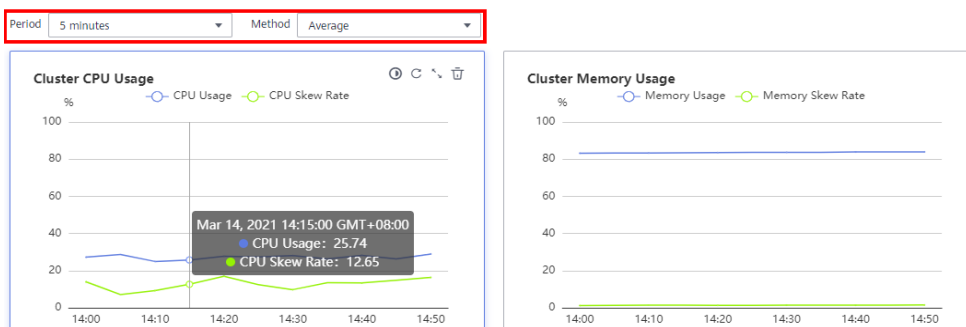 Period 5 minutes Method Average
Cluster CPU Usage
CPU Usage CPU Skew Rate
%
100
80
60
40
20
0
14:00 14:10 14:20 14:30 14:40 14:50
Mar 14, 2021 14:15:00 GMT+08:00
CPU Usage: 25.74
CPU Skew Rate: 12.65
Cluster Memory Usage
Memory Usage Memory Skew Rate
%
100
80
60
40
20
0
14:00 14:10 14:20 14:30 14:40 14:50